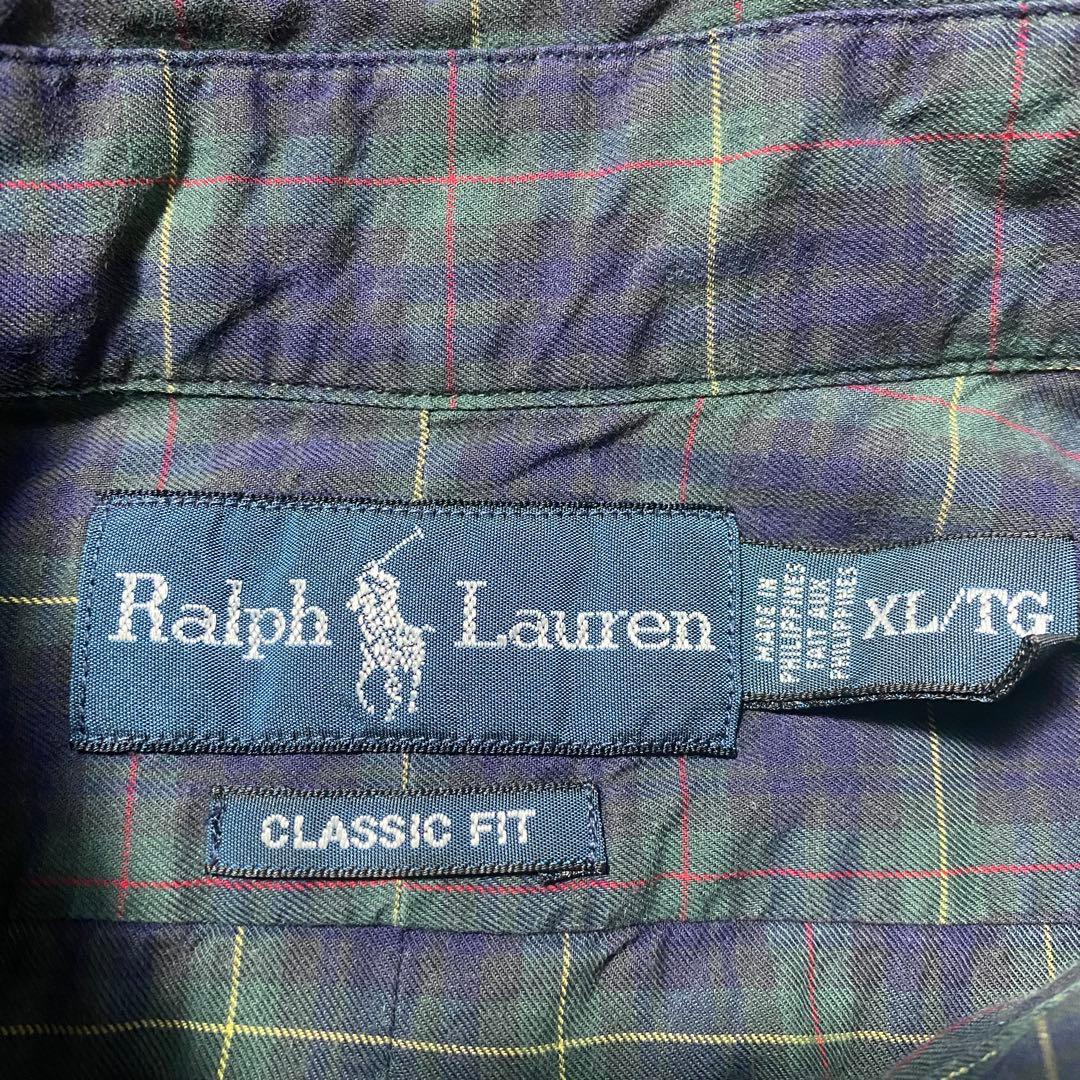 Ralph Lauren
MADE IN
PHILIPPINES
FAIT AUX
PHILIPPINES
XL/TG
CLASSIC FIT